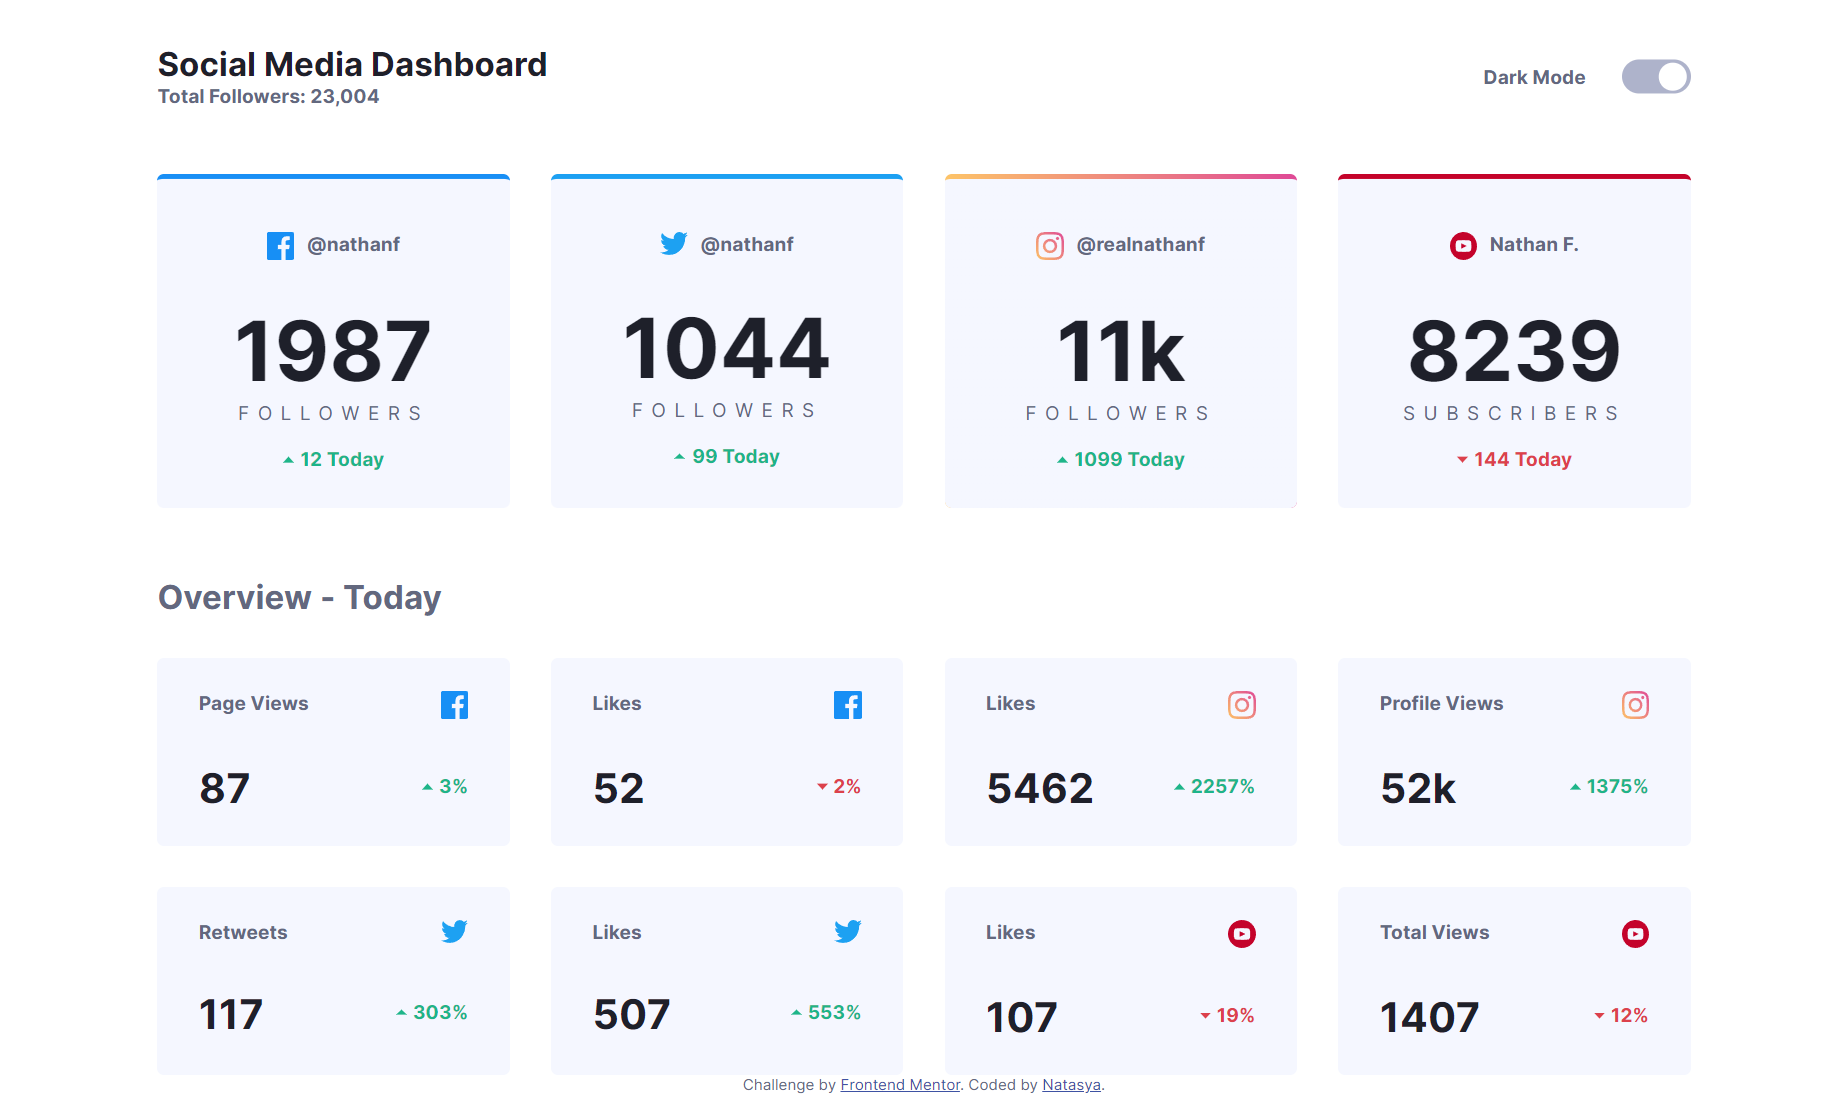 Social Media Dashboard
Total Followers: 23,004
Dark Mode
@nathanf
1987
FOLLOWERS
12 Today
@nathanf
1044
FOLLOWERS
99 Today
@realnathanf
11k
FOLLOWERS
1099 Today
Nathan F.
8239
SUBSCRIBERS
144 Today
Overview - Today
Page Views
87
3%
Likes
52
2%
Likes
5462
2257%
Profile Views
52k
1375%
Retweets
117
303%
Likes
507
553%
Likes
107
19%
Total Views
1407
12%
Challenge by Frontend Mentor. Coded by Natasya.